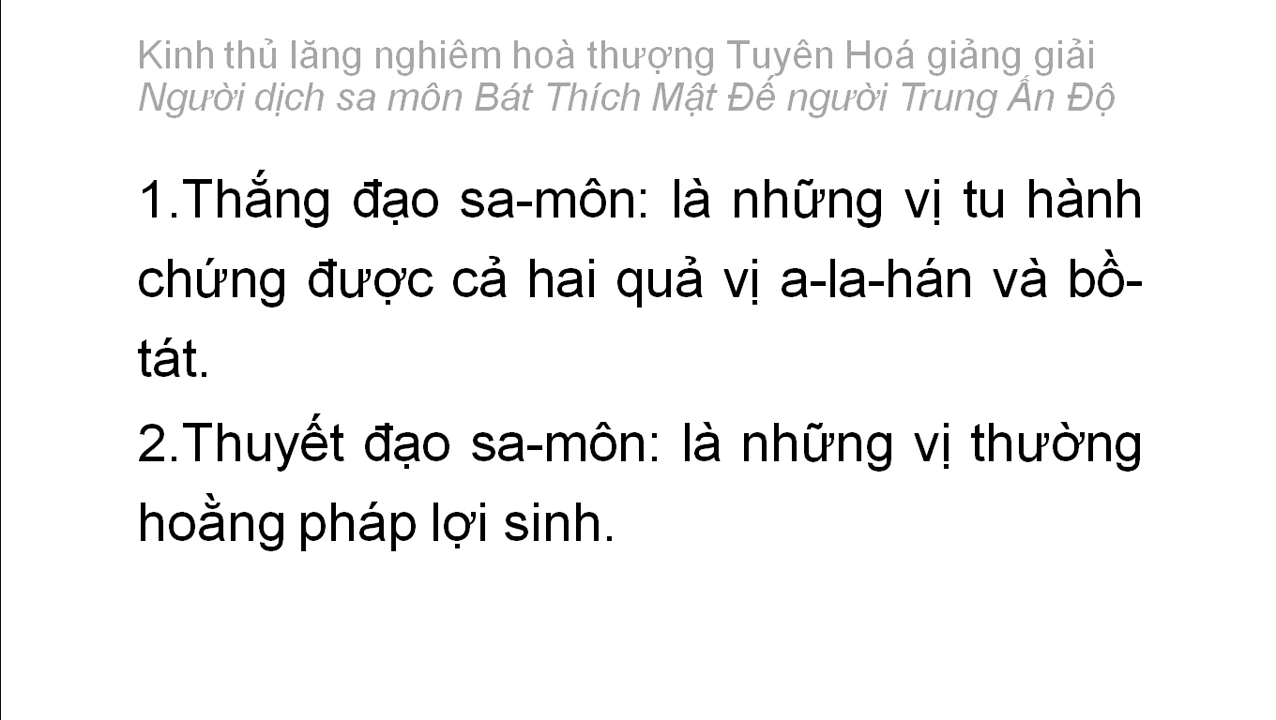 Kinh thủ lăng nghiêm hoà thượng Tuyên Hoá giảng giải
Người dịch sa môn Bát Thích Mật Đế người Trung Ấn Độ
1.Thắng đạo sa-môn: là những vị tu hành
chứng được cả hai quả vị a-la-hán và bồ-
tát.
2.Thuyết đạo sa-môn: là những vị thường
hoằng pháp lợi sinh.